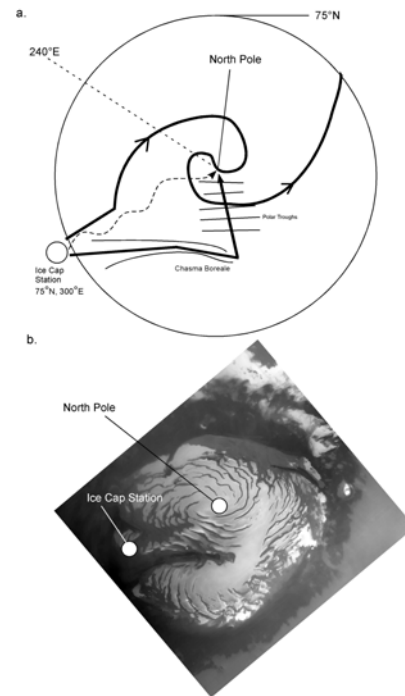 a.
75°N
240°E
North Pole
Polar Troughs
Chasma Boreale
Ice Cap
Station
75°N, 300°E
b.
North Pole
Ice Cap Station